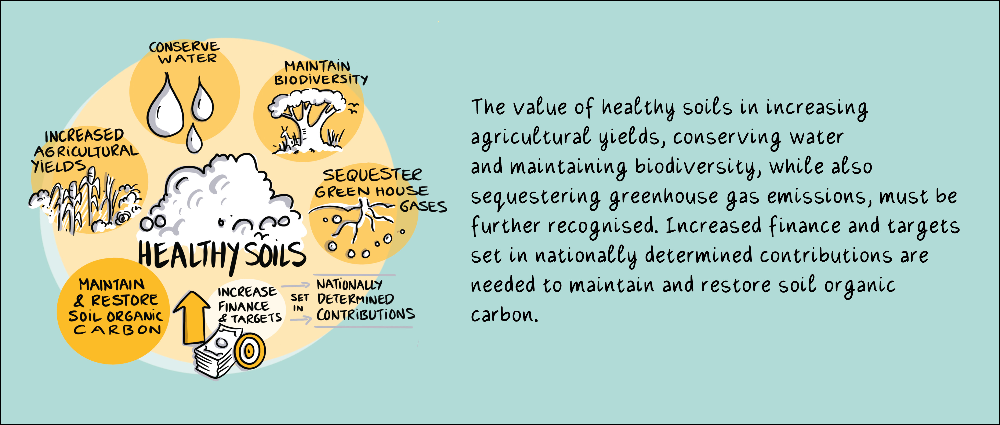 CONSERVE
WATER
MAINTAIN
BIODIVERSITY
INCREASED
AGRICULTURAL
YIELDS
SEQUESTER
GREEN HOUSE
GASES
HEALTHY SOILS
MAINTAIN
& RESTORE
SOIL ORGANIC
CARBON
INCREASE
FINANCE
& TARGETS
SET
IN
NATIONALLY
DETERMINED
CONTRIBUTIONS
The value of healthy soils in increasing
agricultural yields, conserving water
and maintaining biodiversity, while also
sequestering greenhouse gas emissions, must be
further recognised. Increased finance and targets
set in nationally determined contributions are
needed to maintain and restore soil organic
carbon.